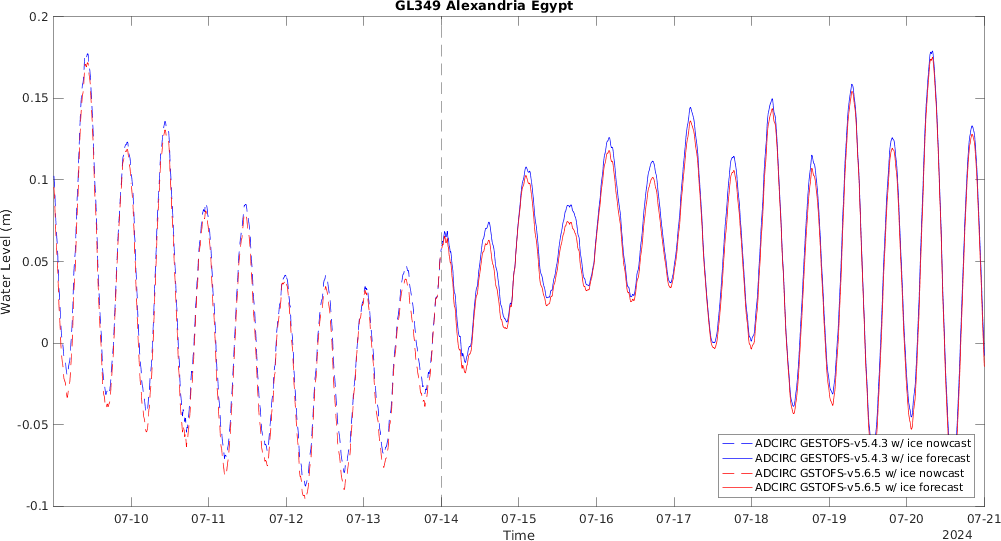 GL349 Alexandria Egypt
0.2
0.15
0.1
0.05
0
-0.05
-0.1
Water Level (m)
ADCIRC GESTOFS-v5.4.3 w/ ice nowcast
ADCIRC GESTOFS-v5.4.3 w/ ice forecast
ADCIRC GSTOFS-v5.6.5 w/ ice nowcast
ADCIRC GSTOFS-v5.6.5 w/ ice forecast
07-10 07-11 07-12 07-13 07-14 07-15 07-16 07-17 07-18 07-19 07-20 07-21
Time
2024